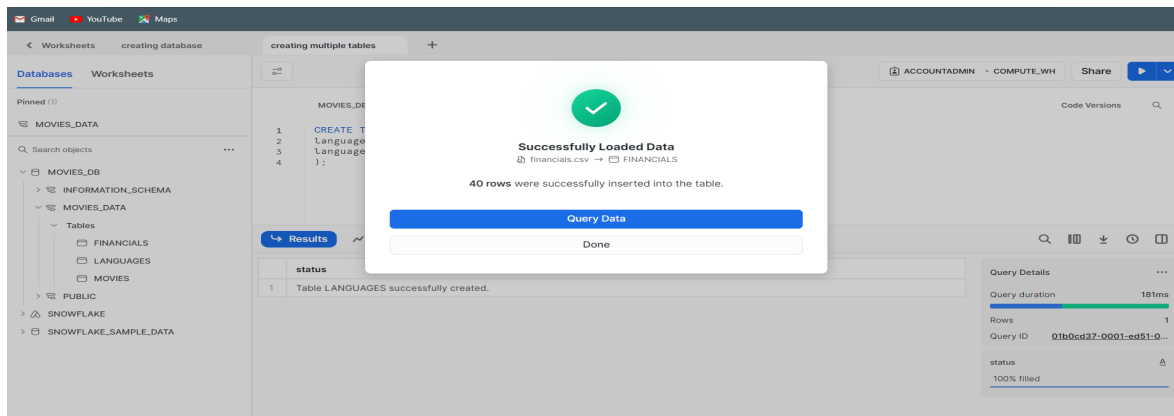 Gmail YouTube Maps
Worksheets creating database creating multiple tables +
Databases Worksheets
ACCOUNTADMIN · COMPUTE_WH Share
Pinned (1)
MOVIES_DATA
MOVIES_DB
Code Versions
Search objects ...
1 CREATE T
2 language
3 language
4 );
MOVIES_DB
INFORMATION_SCHEMA
MOVIES_DATA
Tables
FINANCIALS
LANGUAGES
MOVIES
PUBLIC
SNOWFLAKE
SNOWFLAKE_SAMPLE_DATA
Successfully Loaded Data
financials.csv → FINANCIALS
40 rows were successfully inserted into the table.
Query Data
Done
Results
status
1 Table LANGUAGES successfully created.
Query Details ...
Query duration 181ms
Rows 1
Query ID 01b0cd37-0001-ed51-0...
status A
100% filled